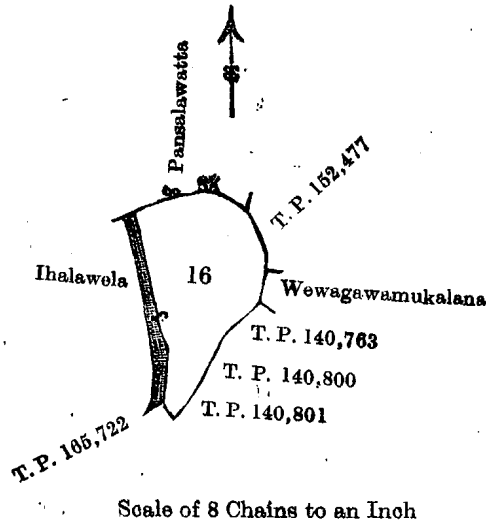 Pansalawatta
T. P. 152,477
Ihalawela
16
Wewagawamukalana
T. P. 140,763
T. P. 140,800
T. P. 140,801
T. P. 165,722
Scale of 8 Chains to an Inch